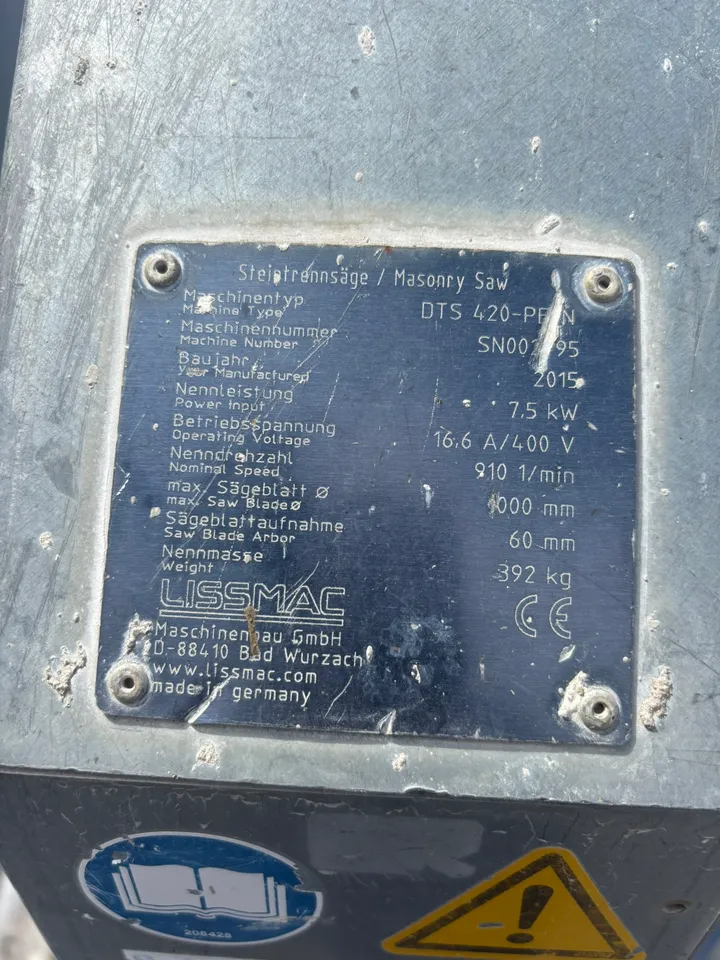 Steintrennsäge / Masonry Saw
Maschinentyp
Machine Type
DTS 420-
Maschinennummer
Machine Number
Baujahr
Year Manufactured
2015
Nennleistung
Power Input
7.5 kW
Betriebsspannung
Operating Voltage
16.6 A/400 V
Nenndrehzahl
Nominal Speed
910 1/min
max. Sägeblatt Ø
max. Saw Blade Ø
1000 mm
Sägeblattaufnahme
Saw Blade Arbor
60 mm
Nennmasse
Weight
392 kg
LISSMAC
CE
Maschinenbau GmbH
D-88410 Bad Wurzach
www.lissmac.com
made in germany
206428